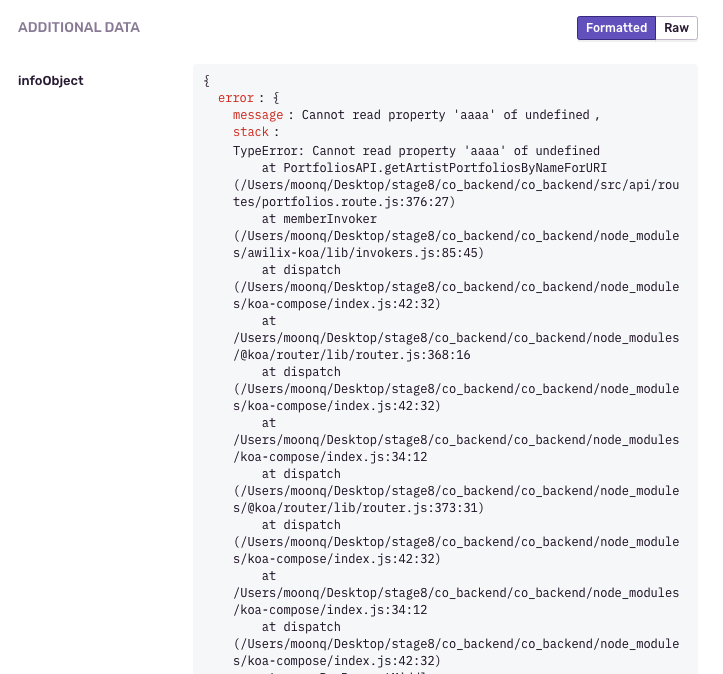 ADDITIONAL DATA
Formatted Raw
infoObject
{
error : {
message : Cannot read property 'aaaa' of undefined ,
stack :
TypeError: Cannot read property 'aaaa' of undefined
at PortfoliosAPI.getArtistPortfoliosByNameForURI
(/Users/moonq/Desktop/stage8/co_backend/co_backend/src/api/rou
tes/portfolios.route.js:376:27)
at memberInvoker
(/Users/moonq/Desktop/stage8/co_backend/co_backend/node_module
s/awilix-koa/lib/invokers.js:85:45)
at dispatch
(/Users/moonq/Desktop/stage8/co_backend/co_backend/node_module
s/koa-compose/index.js:42:32)
at
/Users/moonq/Desktop/stage8/co_backend/co_backend/node_modules
/@koa/router/lib/router.js:368:16
at dispatch
(/Users/moonq/Desktop/stage8/co_backend/co_backend/node_module
s/koa-compose/index.js:42:32)
at
/Users/moonq/Desktop/stage8/co_backend/co_backend/node_modules
/koa-compose/index.js:34:12
at dispatch
(/Users/moonq/Desktop/stage8/co_backend/co_backend/node_module
s/@koa/router/lib/router.js:373:31)
at dispatch
(/Users/moonq/Desktop/stage8/co_backend/co_backend/node_module
s/koa-compose/index.js:42:32)
at
/Users/moonq/Desktop/stage8/co_backend/co_backend/node_modules
/koa-compose/index.js:34:12
at dispatch
(/Users/moonq/Desktop/stage8/co_backend/co_backend/node_module
s/koa-compose/index.js:42:32)